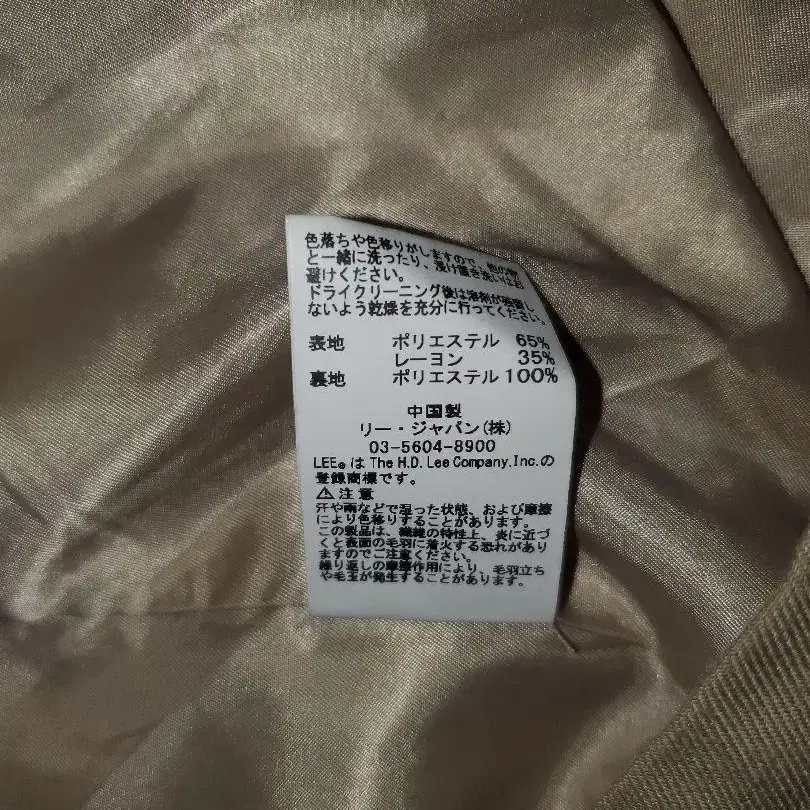 色落ちや色移りがしますので、他の物
と一緒に洗ったり、浸け置き洗いはお
避けください。
ドライクリーニング後は溶剤が残留し
ないよう乾燥を充分に行ってください。
表地 ポリエステル 65%
レーヨン 35%
裏地 ポリエステル 100%
中国製
リー・ジャパン(株)
03-5604-8900
LEE®は The H.D. Lee Company,Inc.の
登録商標です。
⚠注意
汗や雨などで湿った状態、および摩擦
により色移りすることがあります。
この製品は、繊維の特性上、炎に近づ
くと表面の毛羽に着火する恐れがあり
ますのでご注意ください。
繰り返しの摩擦作用により、毛羽立ち
や毛玉が発生することがあります。